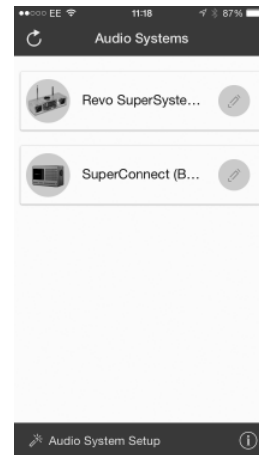 EE 11:18 87%
Audio Systems
Revo SuperSyste...
SuperConnect (B...
Audio System Setup